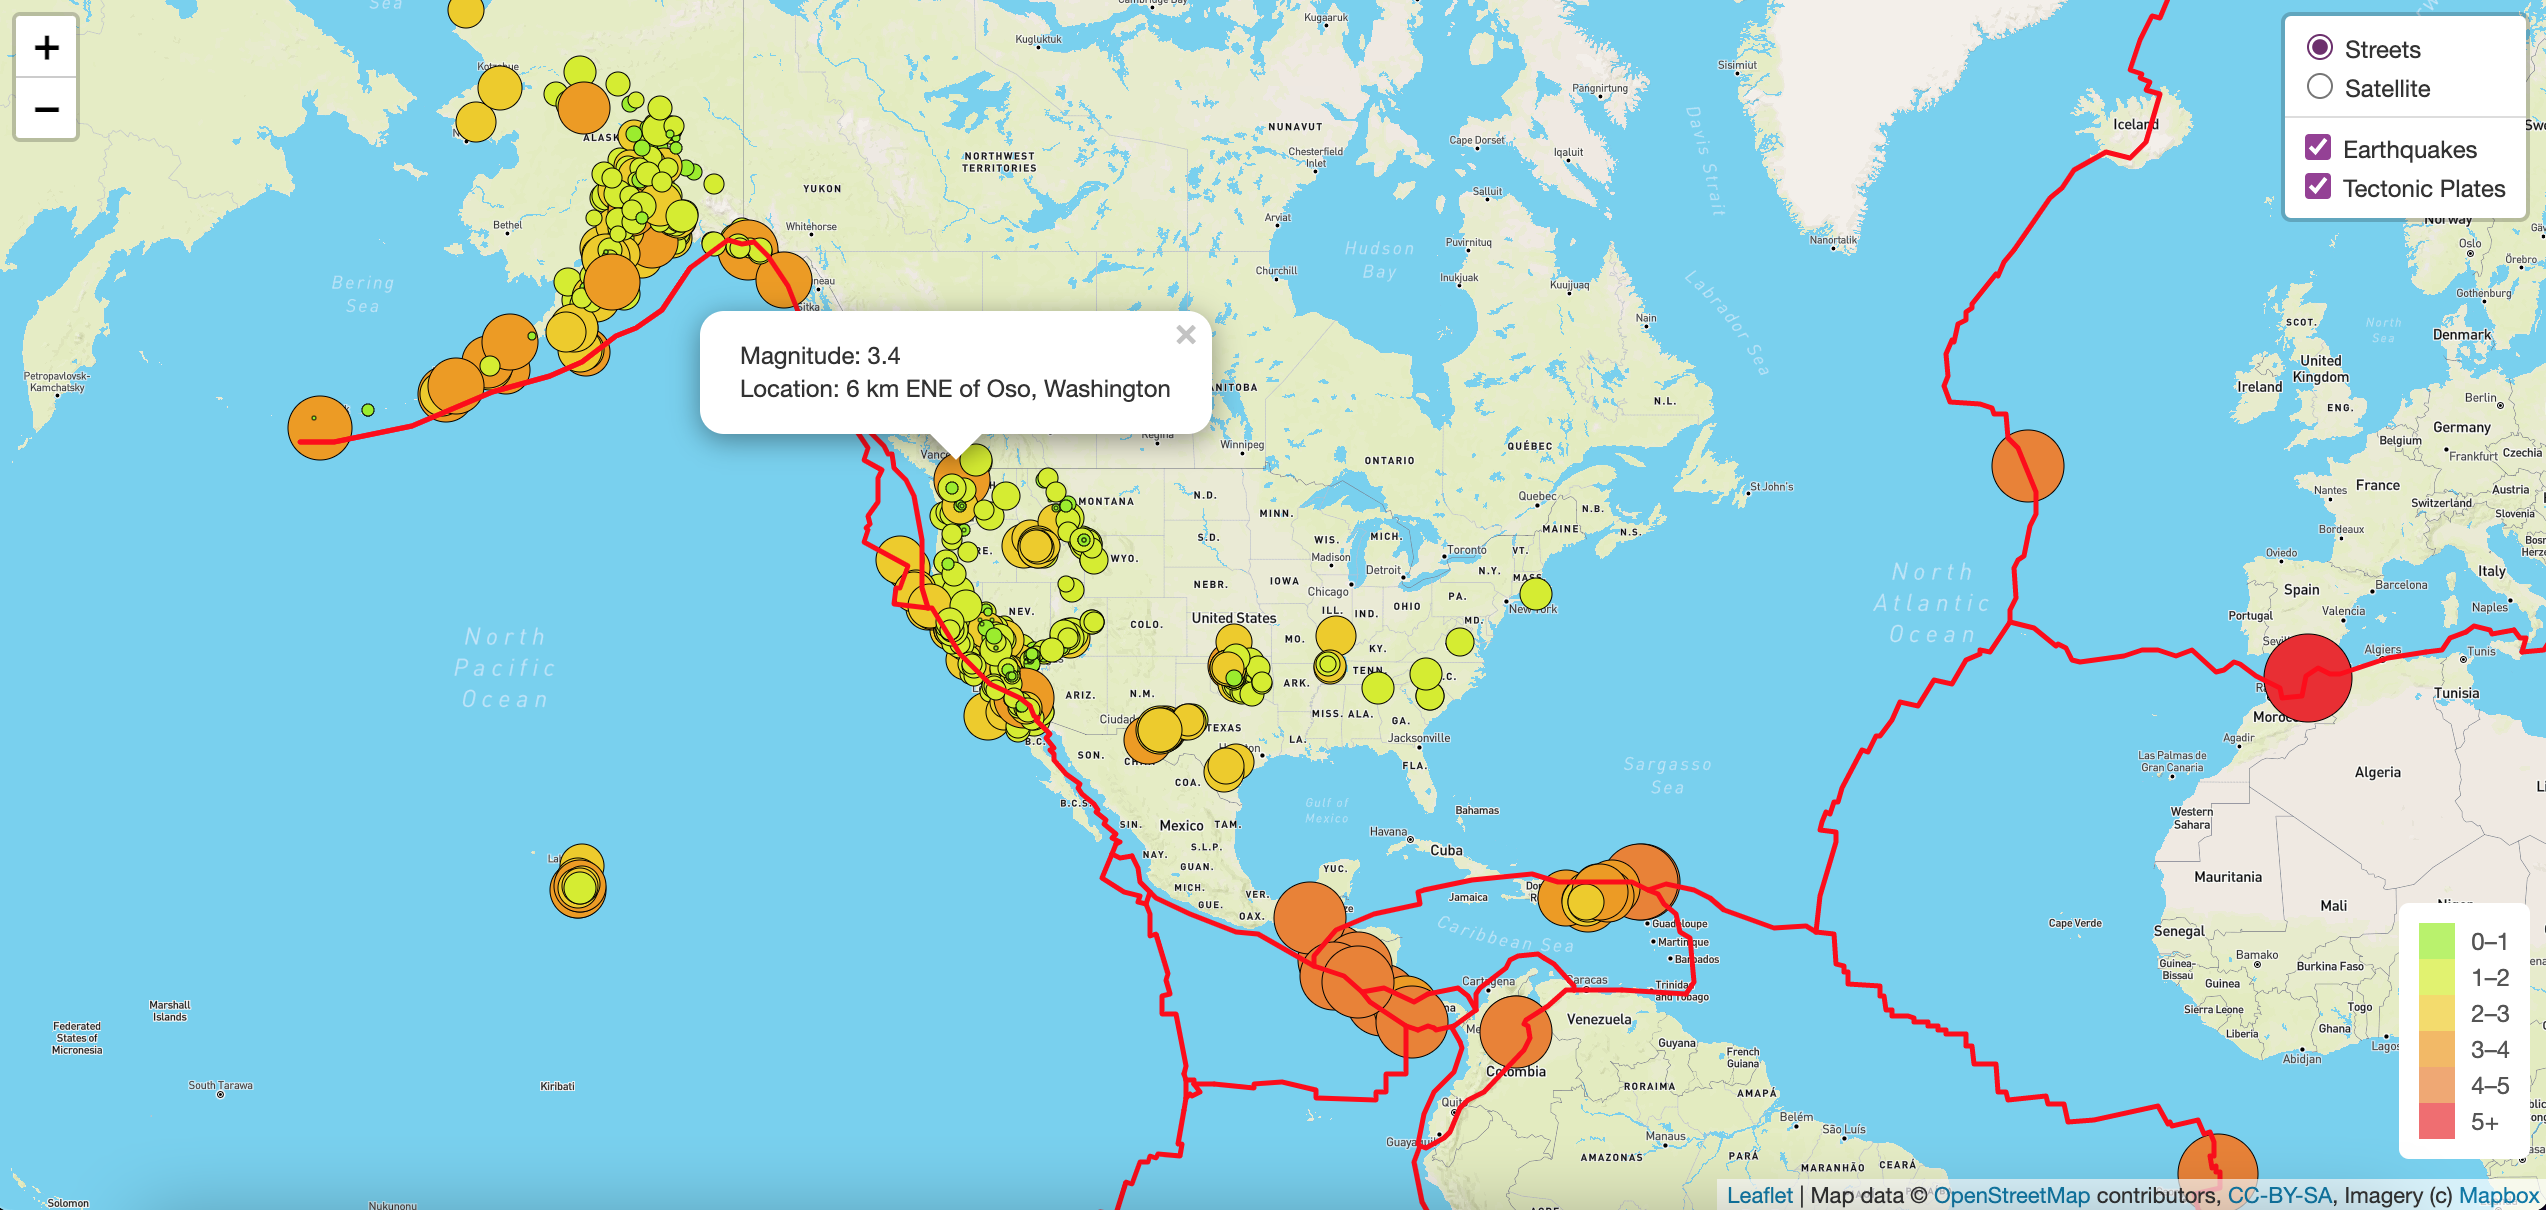 +
−
Streets
Satellite
Earthquakes
Tectonic Plates
Magnitude: 3.4
Location: 6 km ENE of Oso, Washington
Sea
Cambridge Bay
Kugaaruk
Kugluktuk
Sisimiut
Pangnirtung
NUNAVUT
Cape Dorset
Iqaluit
Chesterfield
Inlet
NORTHWEST
TERRITORIES
YUKON
Salluit
Davis Strait
Iceland
Bethel
Whitehorse
Arviat
Hudson
Bay
Puvirnituq
Nanortalik
Norway
Oslo
Örebro
Bering
Sea
Churchill
Inukjuak
Kuujjuaq
Labrador Sea
Gothenburg
Sitka
Nain
SCOT.
North
Sea
Denmark
United
Kingdom
Ireland
ENG.
Berlin
Petropavlovsk-
Kamchatsky
N.L.
Winnipeg
QUÉBEC
ONTARIO
Germany
Belgium
Frankfurt
Czechia
MONTANA
N.D.
St John's
Quebec
N.B.
Nantes
France
Austria
Switzerland
Slovenia
MINN.
MAINE
N.S.
Bordeaux
S.D.
WIS.
MICH.
Madison
Toronto
VT.
WYO.
Oviedo
North
Atlantic
Ocean
NEBR.
IOWA
Detroit
N.Y.
MASS.
Chicago
Italy
Spain
Barcelona
NEV.
ILL.
IND.
OHIO
PA.
New York
Valencia
Naples
Portugal
COLO.
United States
MD.
North
Pacific
Ocean
MO.
KY.
Algiers
Tunis
TENN.
ARK.
ARIZ.
N.M.
Tunisia
MISS.
ALA.
GA.
TEXAS
Jacksonville
LA.
Agadir
B.C.
SON.
Las Palmas de
Gran Canaria
FLA.
Sargasso
Sea
Algeria
COA.
B.C.S.
Gulf of
Mexico
Bahamas
Western
Sahara
SIN.
Mexico
TAM.
Havana
Cuba
NAY.
S.L.P.
GUAN.
YUC.
Mauritania
MICH.
VER.
Jamaica
GUE.
OAX.
Mali
Guadeloupe
Caribbean Sea
Martinique
Barbados
Cape Verde
Senegal
Cartagena
Caracas
Trinidad
and Tobago
Guinea-
Bissau
Bamako
Burkina Faso
Guinea
Marshall
Islands
Federated
States of
Micronesia
Venezuela
Sierra Leone
Togo
Ghana
Liberia
Abidjan
Lagos
Guyana
French
Guiana
Colombia
South Tarawa
Kiribati
RORAIMA
AMAPÁ
Quito
Belém
São Luís
Guayaquil
Manaus
AMAZONAS
PARÁ
MARANHÃO
CEARÁ
Solomon
Nukunonu
0–1
1–2
2–3
3–4
4–5
5+
Leaflet | Map data © OpenStreetMap contributors, CC-BY-SA, Imagery (c) Mapbox